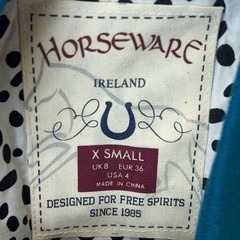 HORSEWARE
IRELAND
X SMALL
UK 8 EUR 36
USA 4
MADE IN CHINA
DESIGNED FOR FREE SPIRITS
SINCE 1985